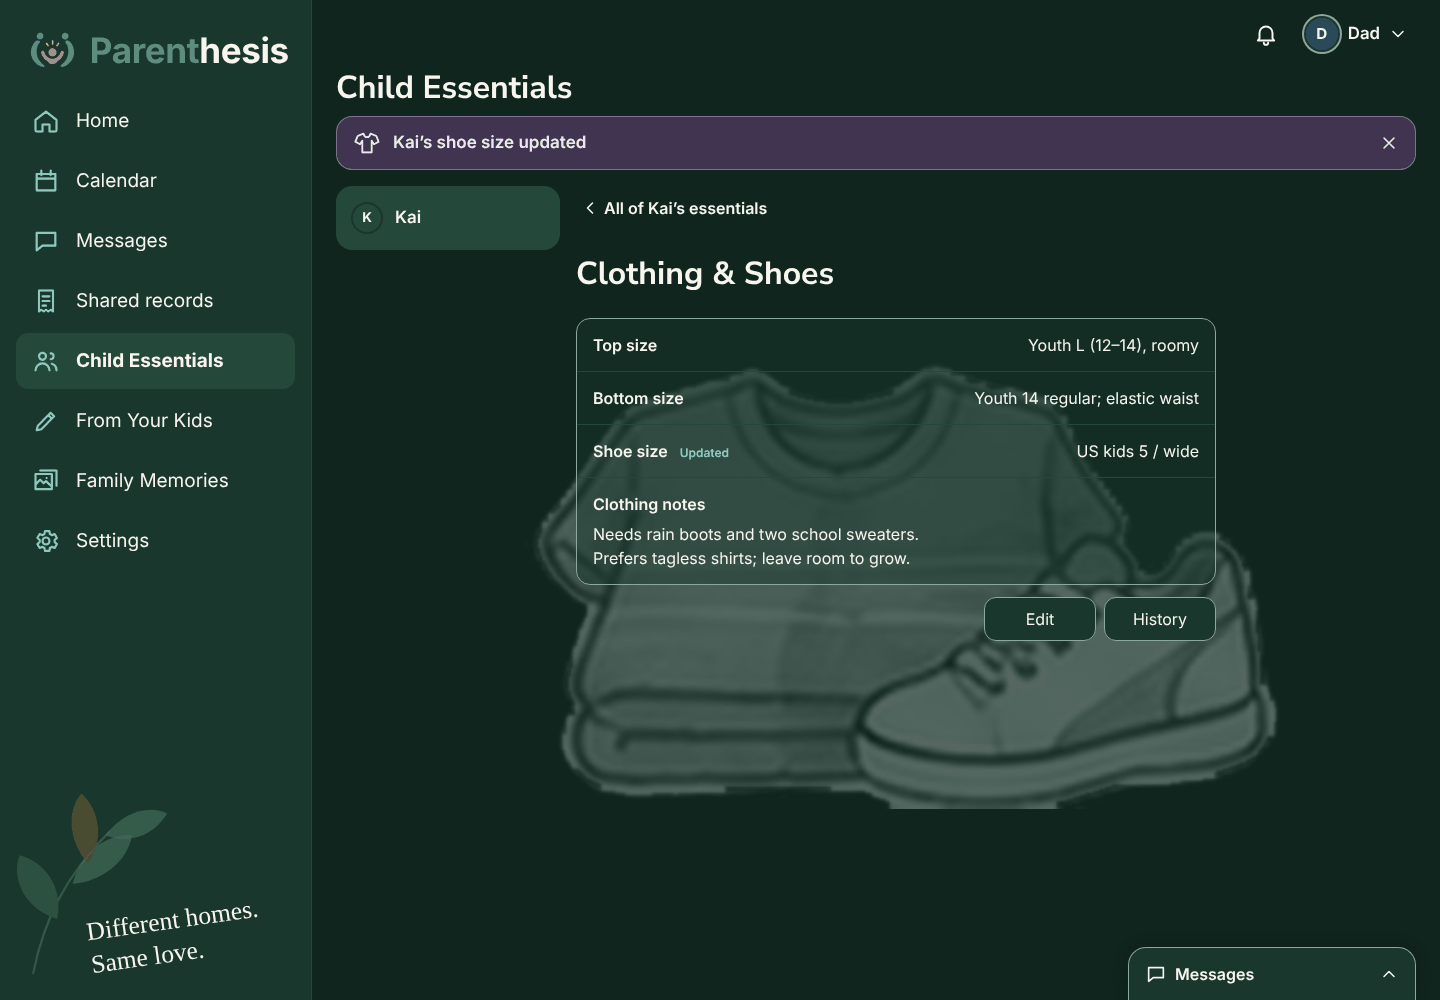 Parenthesis
Home
Calendar
Messages
Shared records
Child Essentials
From Your Kids
Family Memories
Settings
Different homes.
Same love.
D Dad
Child Essentials
Kai’s shoe size updated
K Kai
All of Kai’s essentials
Clothing & Shoes
Top size Youth L (12–14), roomy
Bottom size Youth 14 regular; elastic waist
Shoe size Updated US kids 5 / wide
Clothing notes
Needs rain boots and two school sweaters.
Prefers tagless shirts; leave room to grow.
Edit History
Messages